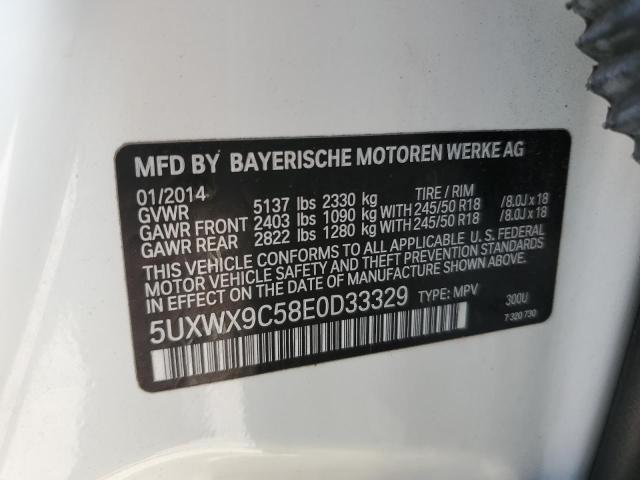 MFD BY BAYERISCHE MOTOREN WERKE AG
01/2014 TIRE / RIM
GVWR 5137 lbs 2330 kg
GAWR FRONT 2403 lbs 1090 kg WITH 245/50 R18 /8.0J x 18
GAWR REAR 2822 lbs 1280 kg WITH 245/50 R18 /8.0J x 18
THIS VEHICLE CONFORMS TO ALL APPLICABLE U.S. FEDERAL
MOTOR VEHICLE SAFETY AND THEFT PREVENTION STANDARDS
IN EFFECT ON THE DATE OF MANUFACTURE SHOWN ABOVE.
5UXWX9C58E0D33329 TYPE: MPV 300U
7 320 730